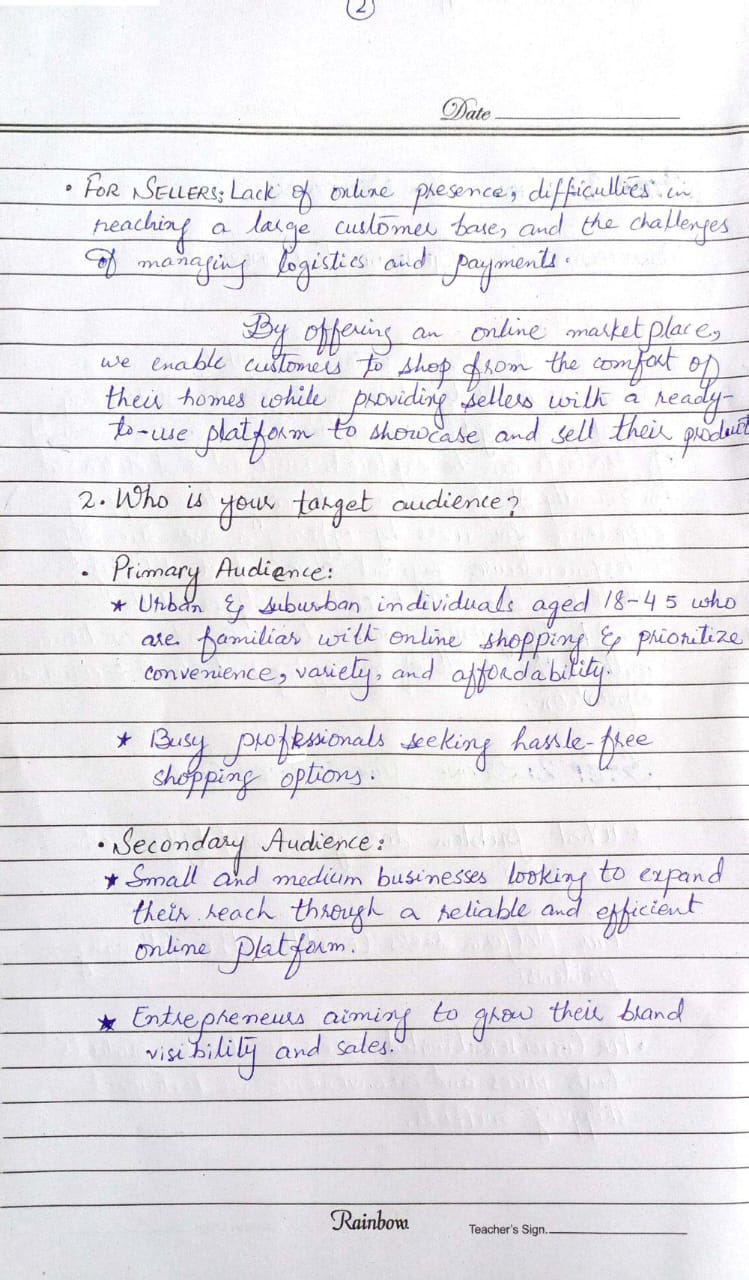 2
Date
• FOR SELLERS: Lack of online presence, difficulties in
reaching a large customer base, and the challenges
of managing logistics and payments.
By offering an online marketplace,
we enable customers to shop from the comfort of
their homes while providing sellers with a ready-
to-use platform to showcase and sell their product
2. Who is your target audience?
• Primary Audience:
* Urban & suburban individuals aged 18-45 who
are familiar with online shopping & prioritize
convenience, variety, and affordability.
* Busy professionals seeking hassle-free
shopping options.
• Secondary Audience:
* Small and medium businesses looking to expand
their reach through a reliable and efficient
online platform.
* Entrepreneurs aiming to grow their brand
visibility and sales.
Rainbow
Teacher's Sign.